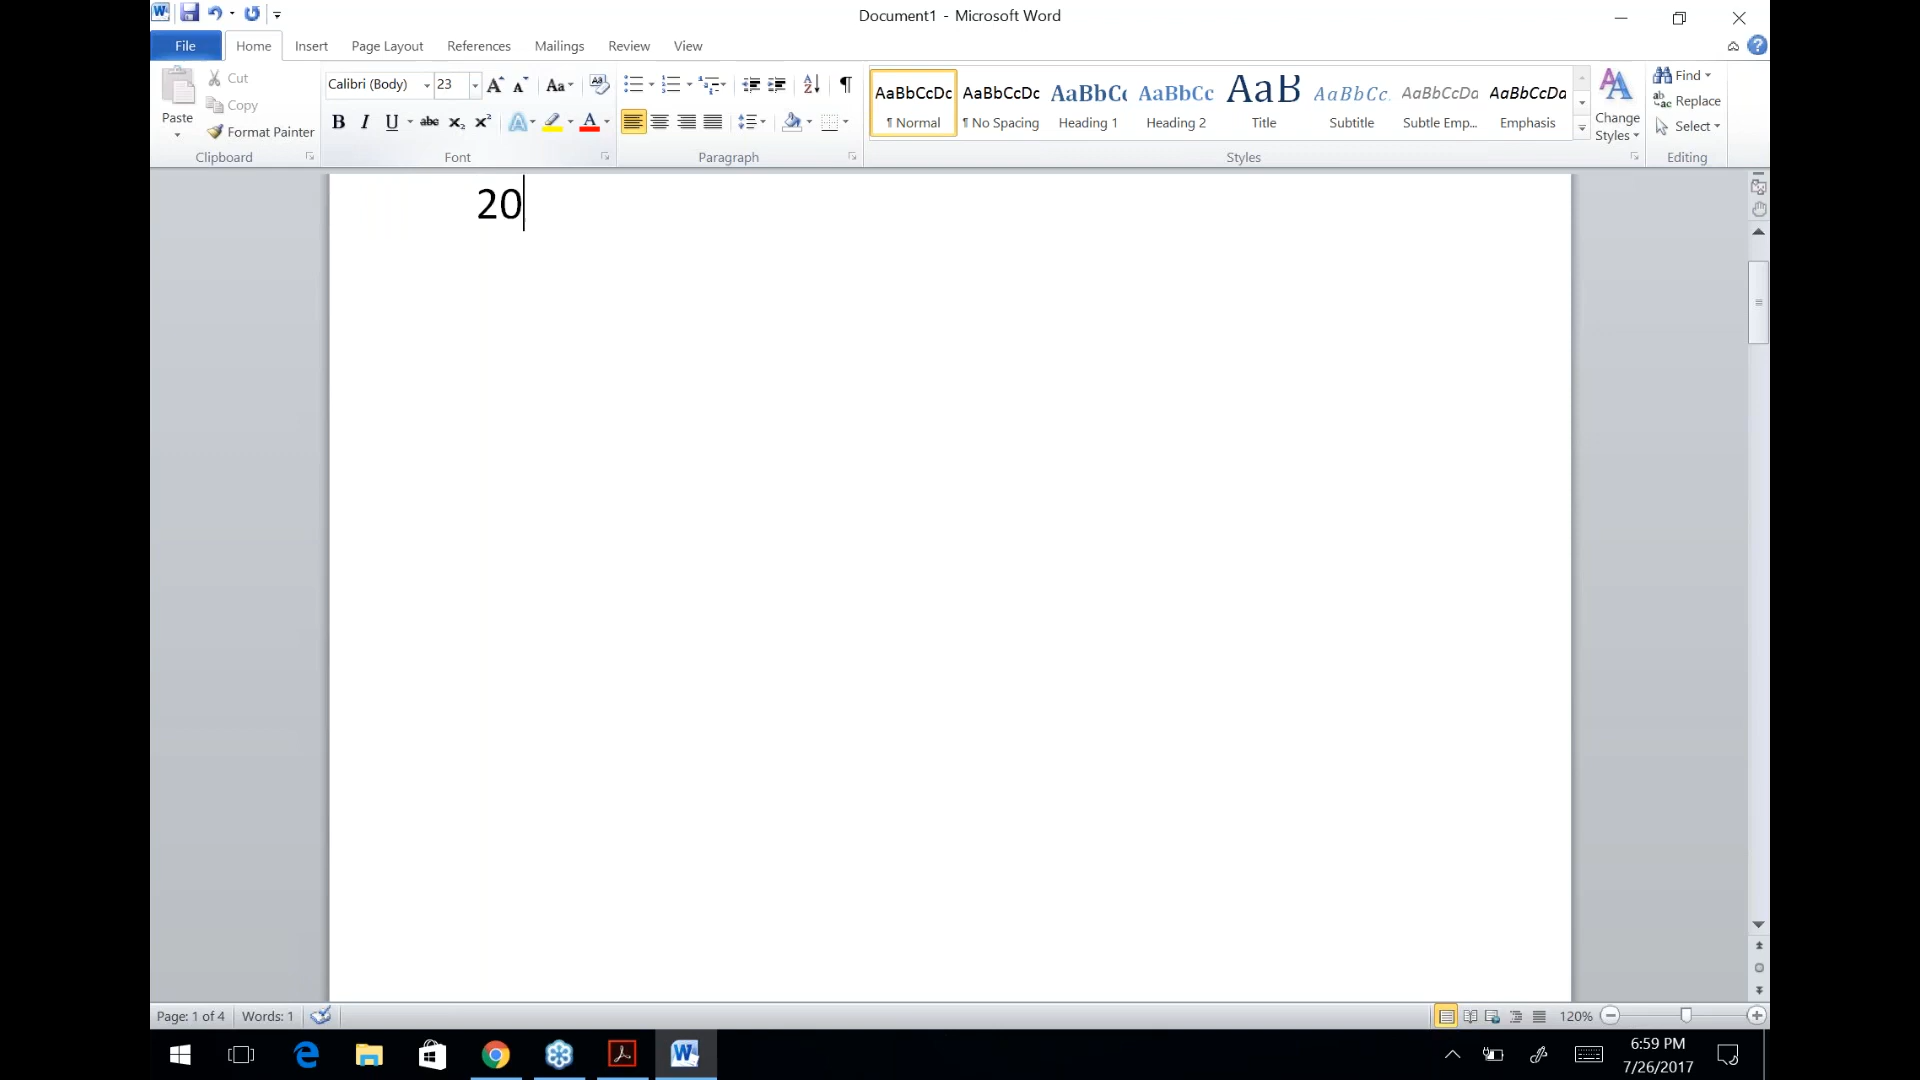 Document1 - Microsoft Word
File Home Insert Page Layout References Mailings Review View
Paste
Cut
Copy
Format Painter
Clipboard
Calibri (Body) 23
Font
Paragraph
AaBbCcDc AaBbCcDc AaBbCc AaBbCc AaB AaBbCc. AaBbCcDd AaBbCcDd
¶ Normal ¶ No Spacing Heading 1 Heading 2 Title Subtitle Subtle Emp... Emphasis
Change Styles
Styles
Find
Replace
Select
Editing
20
Page: 1 of 4 Words: 1
120%
6:59 PM
7/26/2017